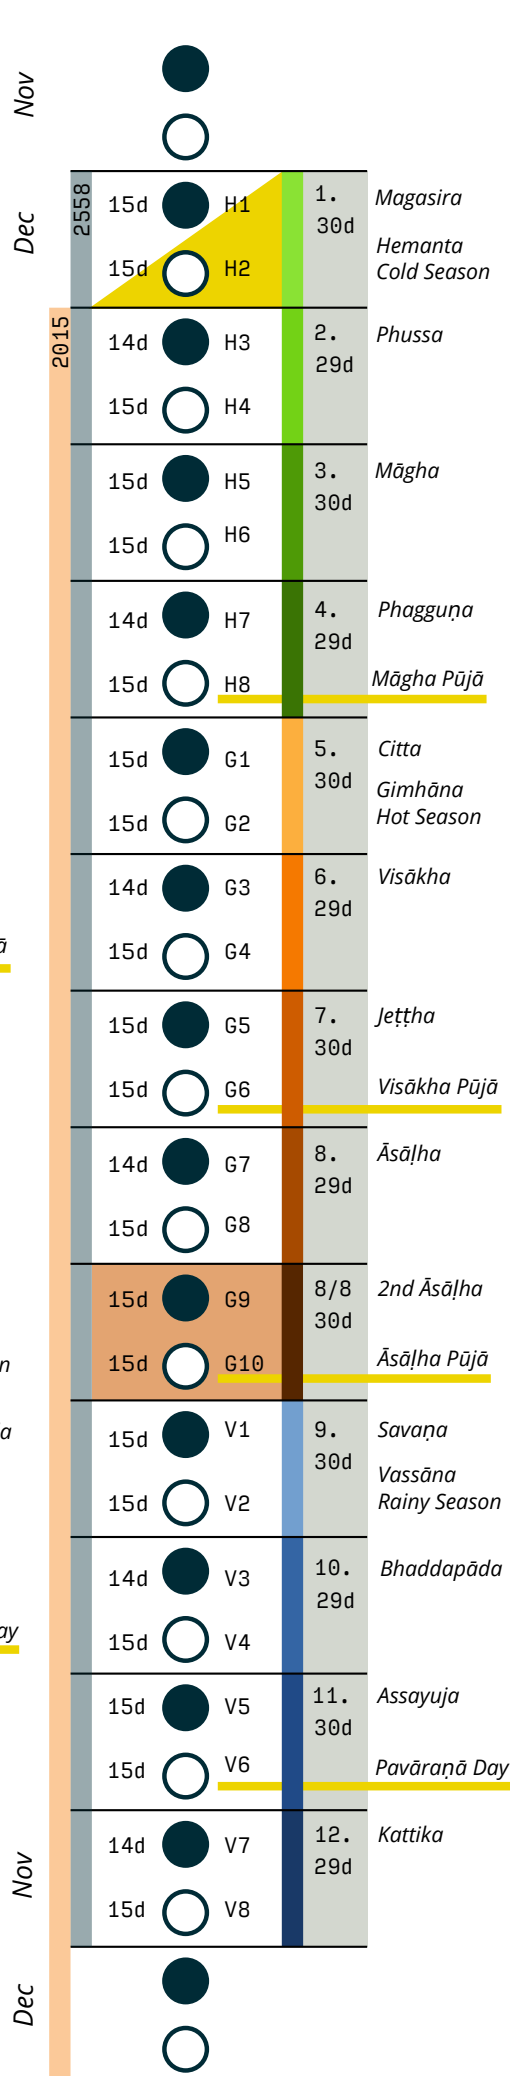 Nov
Dec
2558
15d H1 1. Magasira
30d
Hemanta
15d H2 Cold Season
2015
14d H3 2. Phussa
29d
15d H4
15d H5 3. Māgha
30d
15d H6
14d H7 4. Phagguṇa
29d
15d H8 Māgha Pūjā
15d G1 5. Citta
30d
Gimhāna
15d G2 Hot Season
14d G3 6. Visākha
29d
15d G4
ā
15d G5 7. Jeṭṭha
30d
15d G6 Visākha Pūjā
14d G7 8. Āsāḷha
29d
15d G8
15d G9 8/8 2nd Āsāḷha
30d
15d G10 Āsāḷha Pūjā
n
15d V1 9. Savaṇa
a
30d
Vassāna
15d V2 Rainy Season
14d V3 10. Bhaddapāda
29d
15d V4
ay
15d V5 11. Assayuja
30d
15d V6 Pavāraṇā Day
14d V7 12. Kattika
29d
Nov
15d V8
Dec